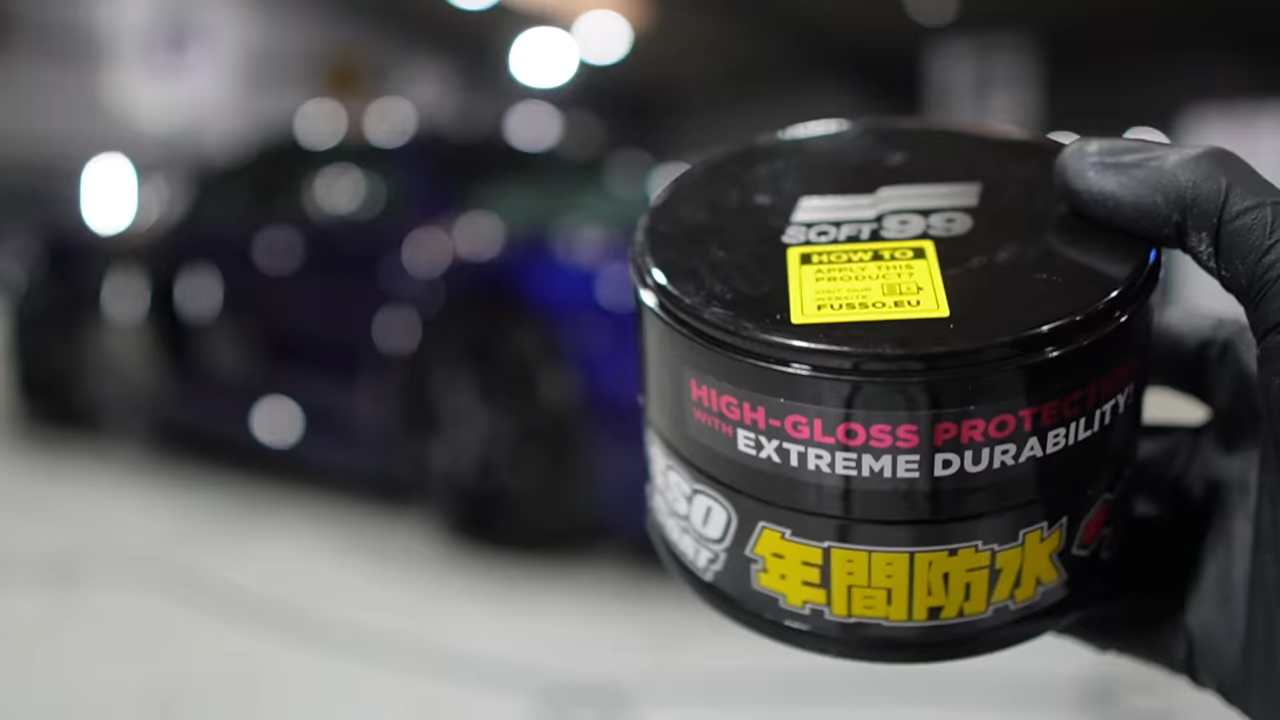 SOFT99
HOW TO
APPLY THIS
PRODUCT?
VISIT OUR
WEBSITE
FUSSO.EU
HIGH-GLOSS PROTECTION
WITH EXTREME DURABILITY!
年間防水